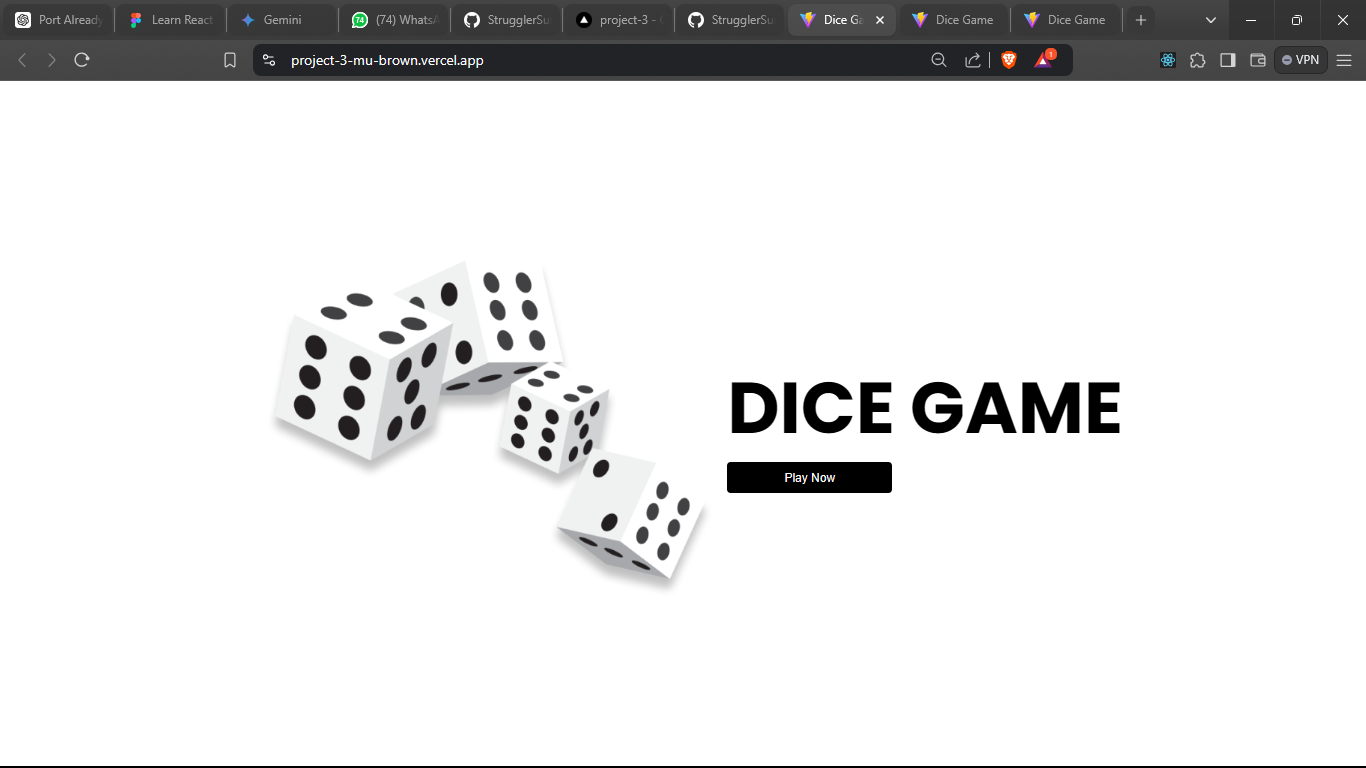 Port Already
Learn React
Gemini
(74) WhatsA
StrugglerSu
project-3 -
StrugglerSu
Dice Ga
Dice Game
Dice Game
project-3-mu-brown.vercel.app
1
VPN
DICE GAME
Play Now